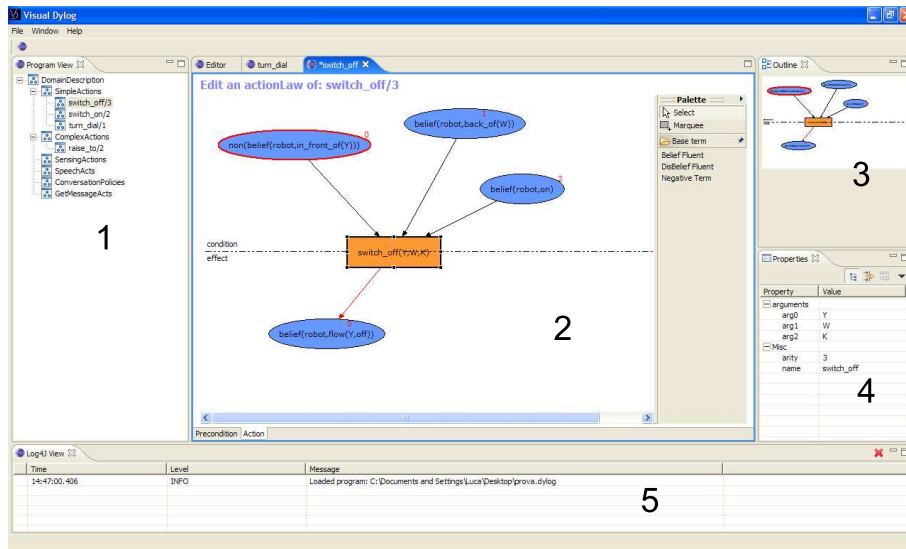 Visual Dylog
File Window Help
Program View
DomainDescription
SimpleActions
switch_off/3
switch_on/2
turn_dial/1
ComplexActions
raise_to/2
SensingActions
SpeechActs
ConversationPolicies
GetMessageActs
1
Editor turn_dial *switch_off
Edit an actionLaw of: switch_off/3
non(belief(robot,in_front_of(Y)))
0
belief(robot,back_of(W))
1
belief(robot,on)
2
condition
effect
switch_off(Y,W,K)
belief(robot,flow(Y,off))
0
2
Palette
Select
Marquee
Base term
Belief Fluent
DisBelief Fluent
Negative Term
Precondition Action
Outline
3
Properties
Property Value
arguments
arg0 Y
arg1 W
arg2 K
Misc
arity 3
name switch_off
4
Log4J View
Time Level Message
14:47:00.406 INFO Loaded program: C:\Documents and Settings\Luca\Desktop\prova.dylog
5